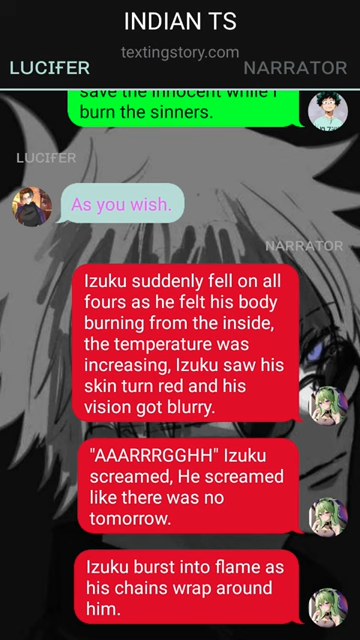 INDIAN TS
textingstory.com
LUCIFER NARRATOR
save the innocent while I
burn the sinners.
LUCIFER
As you wish.
NARRATOR
Izuku suddenly fell on all
fours as he felt his body
burning from the inside,
the temperature was
increasing, Izuku saw his
skin turn red and his
vision got blurry.
"AAARRRGGHH" Izuku
screamed, He screamed
like there was no
tomorrow.
Izuku burst into flame as
his chains wrap around
him.